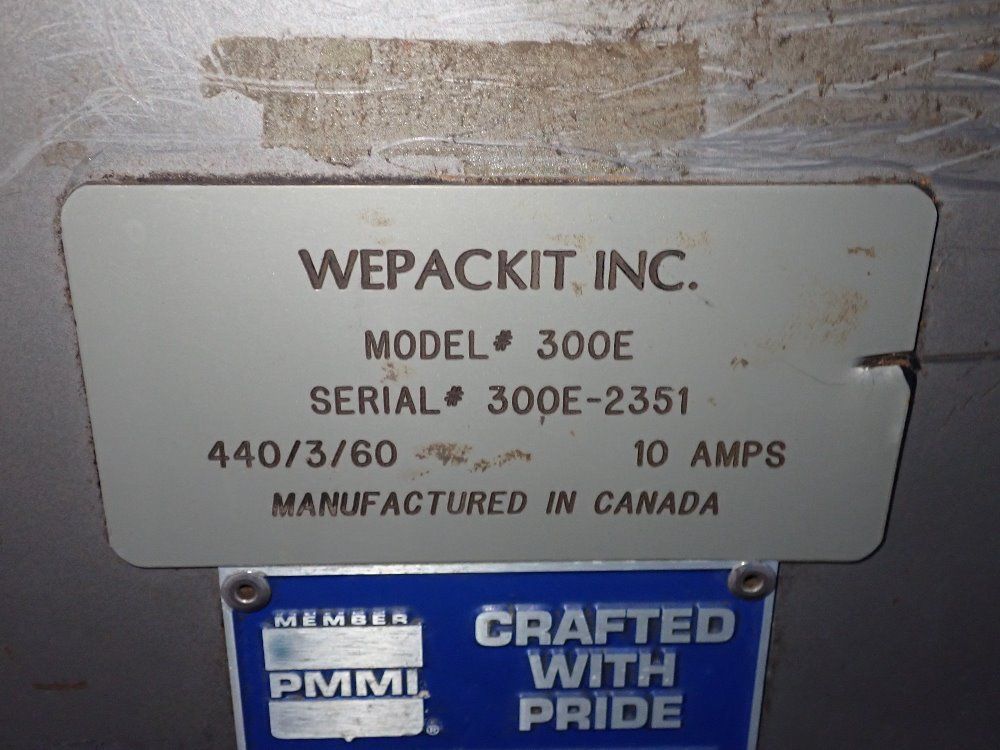 WEPACKIT INC.
MODEL# 300E
SERIAL# 300E-2351
440/3/60 10 AMPS
MANUFACTURED IN CANADA
MEMBER
PMMI
®
CRAFTED
WITH
PRIDE